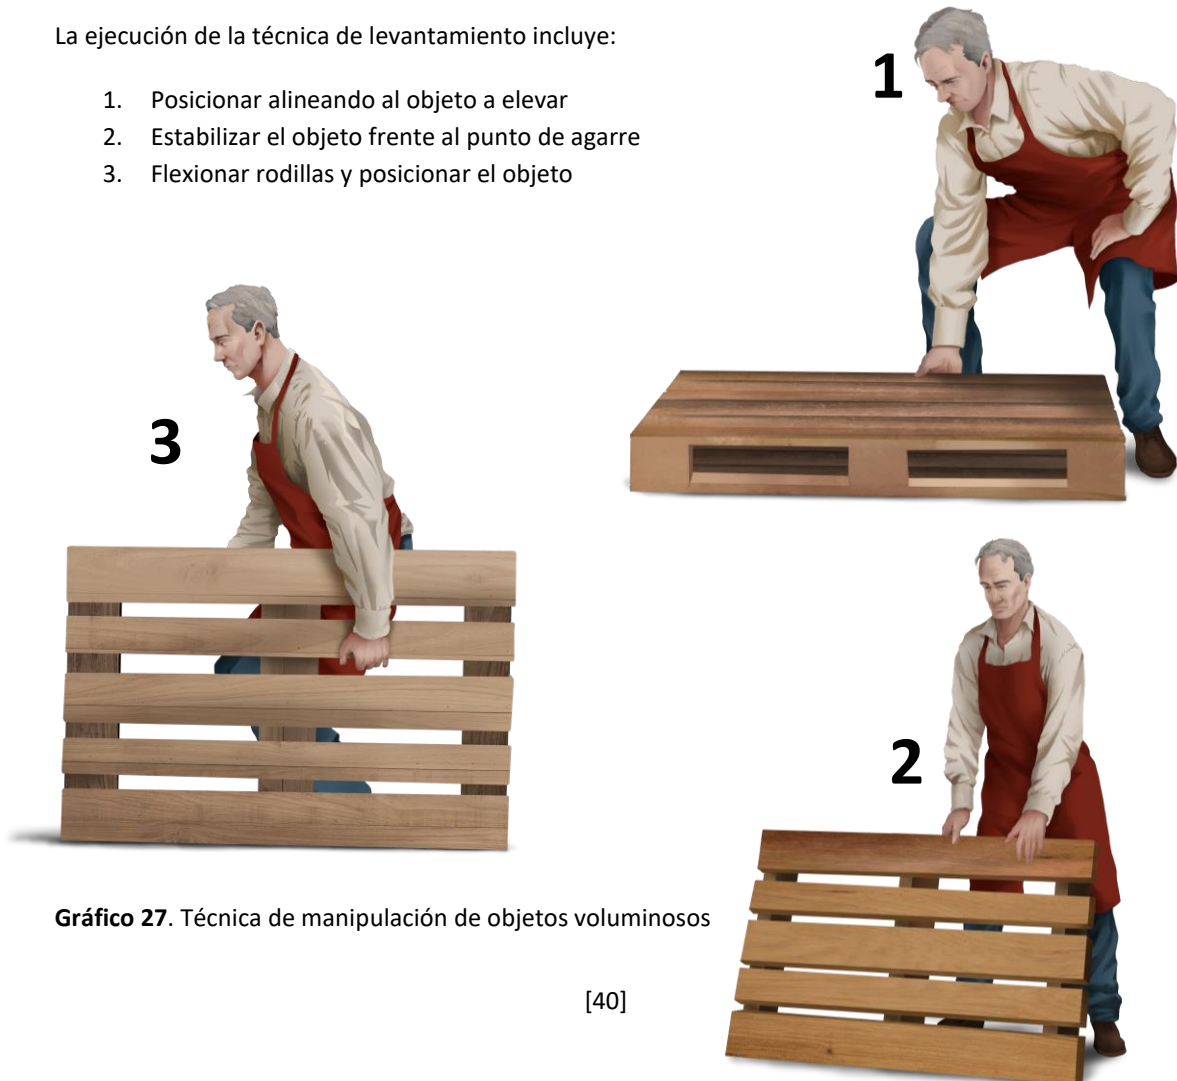 La ejecución de la técnica de levantamiento incluye:
1. Posicionar alineando al objeto a elevar
2. Estabilizar el objeto frente al punto de agarre
3. Flexionar rodillas y posicionar el objeto
1
3
2
Gráfico 27. Técnica de manipulación de objetos voluminosos
[40]